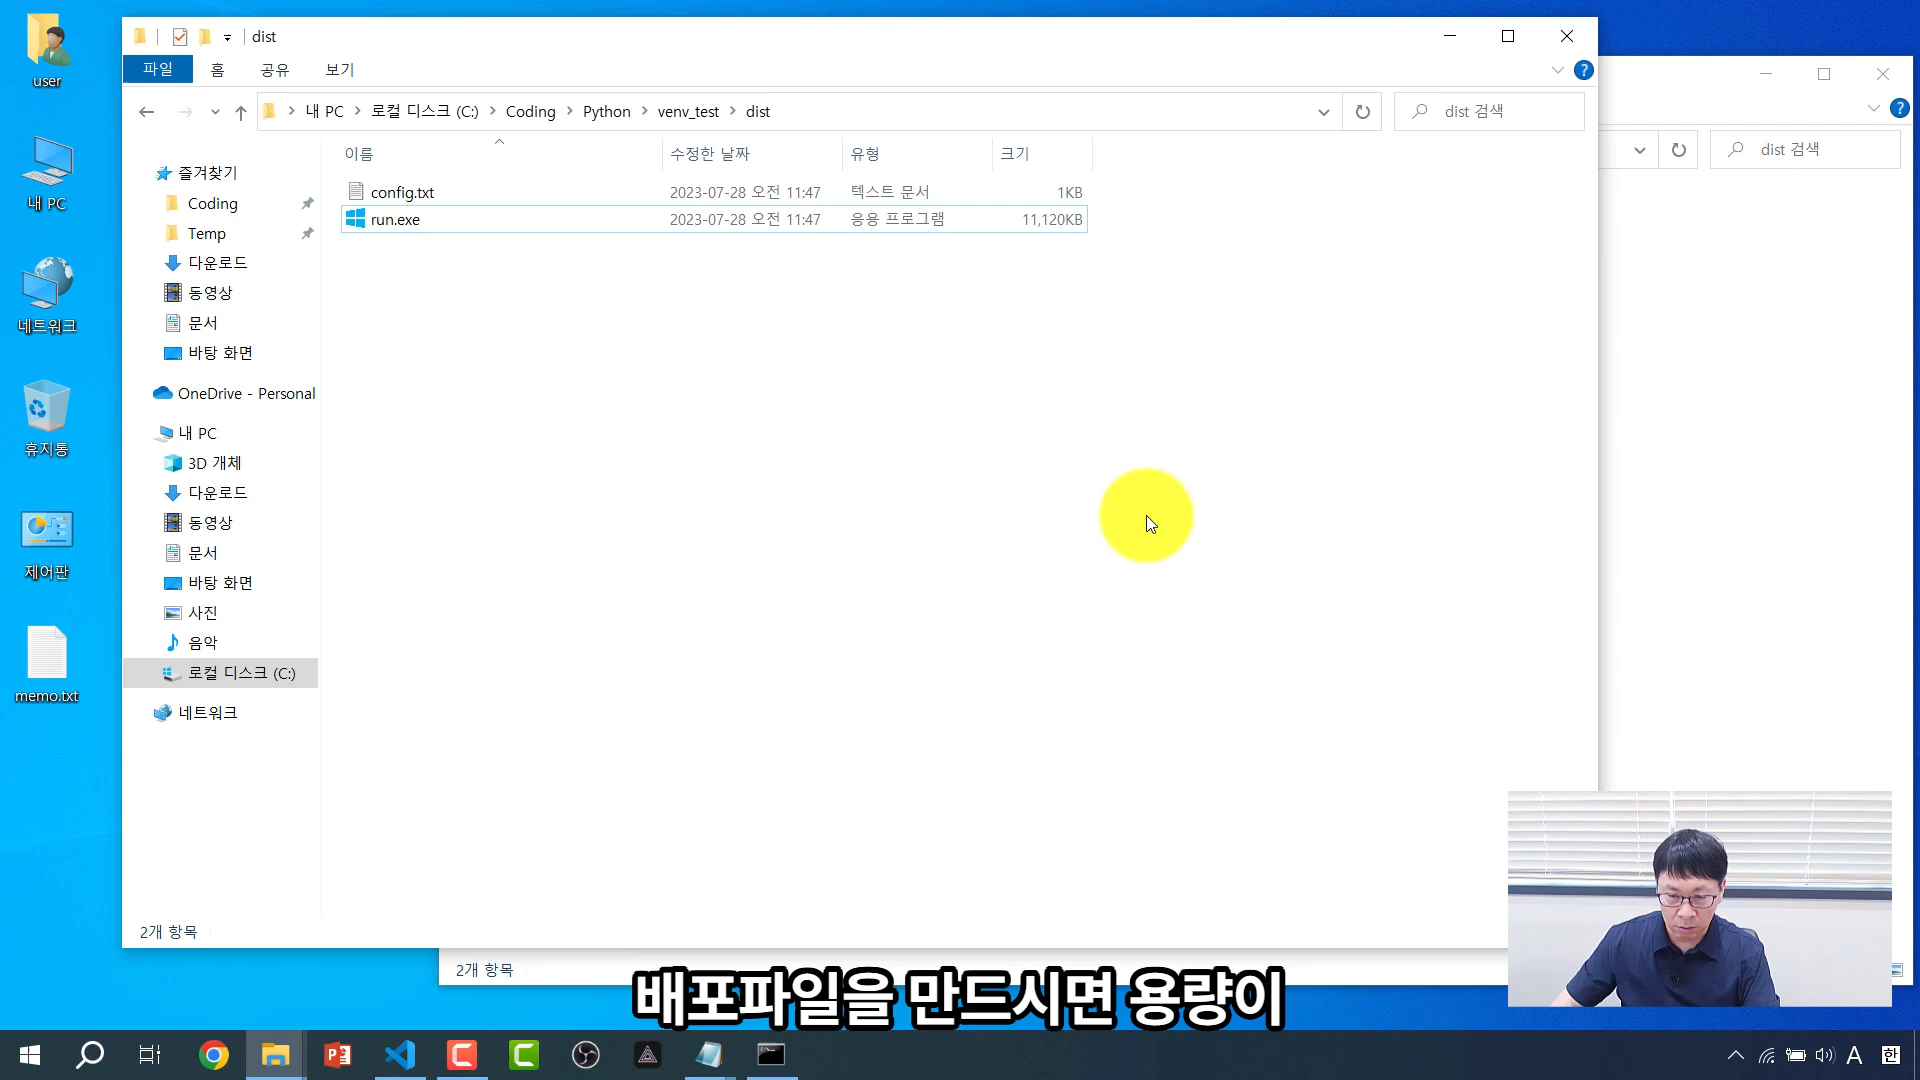 user
내 PC
네트워크
휴지통
제어판
memo.txt
dist
파일 홈 공유 보기
내 PC 로컬 디스크 (C:) Coding Python venv_test dist
dist 검색
이름 수정한 날짜 유형 크기
config.txt 2023-07-28 오전 11:47 텍스트 문서 1KB
run.exe 2023-07-28 오전 11:47 응용 프로그램 11,120KB
즐겨찾기
Coding
Temp
다운로드
동영상
문서
바탕 화면
OneDrive - Personal
내 PC
3D 개체
다운로드
동영상
문서
바탕 화면
사진
음악
로컬 디스크 (C:)
네트워크
2개 항목
dist 검색
2개 항목
배포파일을 만드시면 용량이
A 한